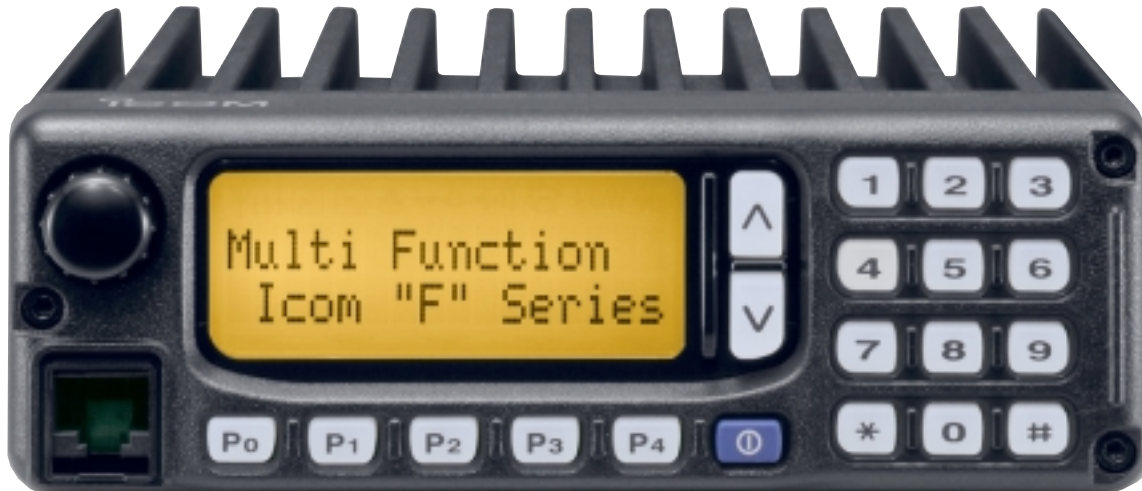 ICOM
Multi Function
Icom "F" Series
1 2 3
4 5 6
7 8 9
* 0 #
P0 P1 P2 P3 P4